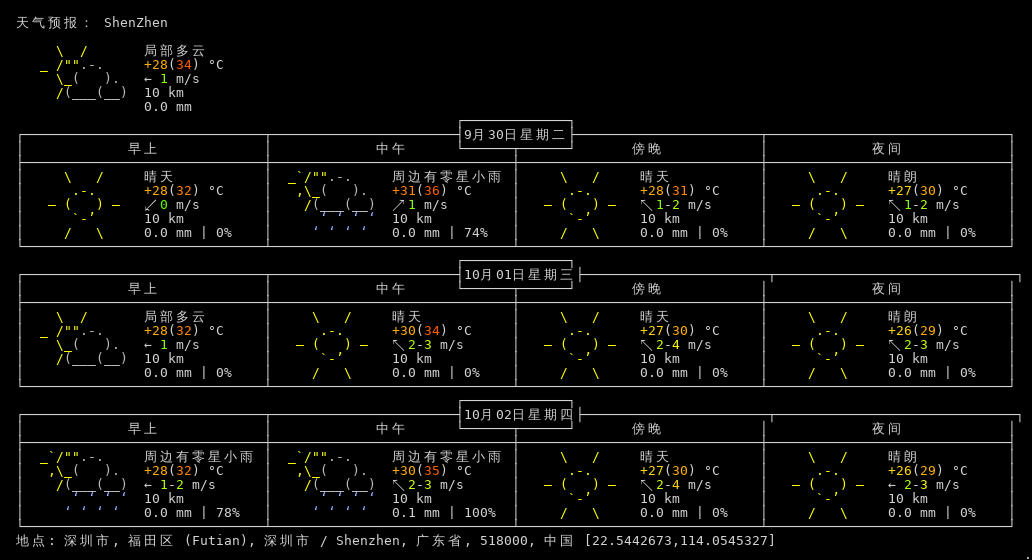 天气预报： ShenZhen
局部多云
+28(34) °C
← 1 m/s
10 km
0.0 mm
9月30日星期二
早上 中午 傍晚 夜间
晴天 周边有零星小雨 晴天 晴朗
+28(32) °C +31(36) °C +28(31) °C +27(30) °C
↙ 0 m/s ↗ 1 m/s ↖ 1-2 m/s ↖ 1-2 m/s
10 km 10 km 10 km 10 km
0.0 mm | 0% 0.0 mm | 74% 0.0 mm | 0% 0.0 mm | 0%
10月01日星期三
早上 中午 傍晚 夜间
局部多云 晴天 晴天 晴朗
+28(32) °C +30(34) °C +27(30) °C +26(29) °C
← 1 m/s ↖ 2-3 m/s ↖ 2-4 m/s ↖ 2-3 m/s
10 km 10 km 10 km 10 km
0.0 mm | 0% 0.0 mm | 0% 0.0 mm | 0% 0.0 mm | 0%
10月02日星期四
早上 中午 傍晚 夜间
周边有零星小雨 周边有零星小雨 晴天 晴朗
+28(32) °C +30(35) °C +27(30) °C +26(29) °C
← 1-2 m/s ↖ 2-3 m/s ↖ 2-4 m/s ← 2-3 m/s
10 km 10 km 10 km 10 km
0.0 mm | 78% 0.1 mm | 100% 0.0 mm | 0% 0.0 mm | 0%
地点: 深圳市, 福田区 (Futian), 深圳市 / Shenzhen, 广东省, 518000, 中国 [22.5442673,114.0545327]